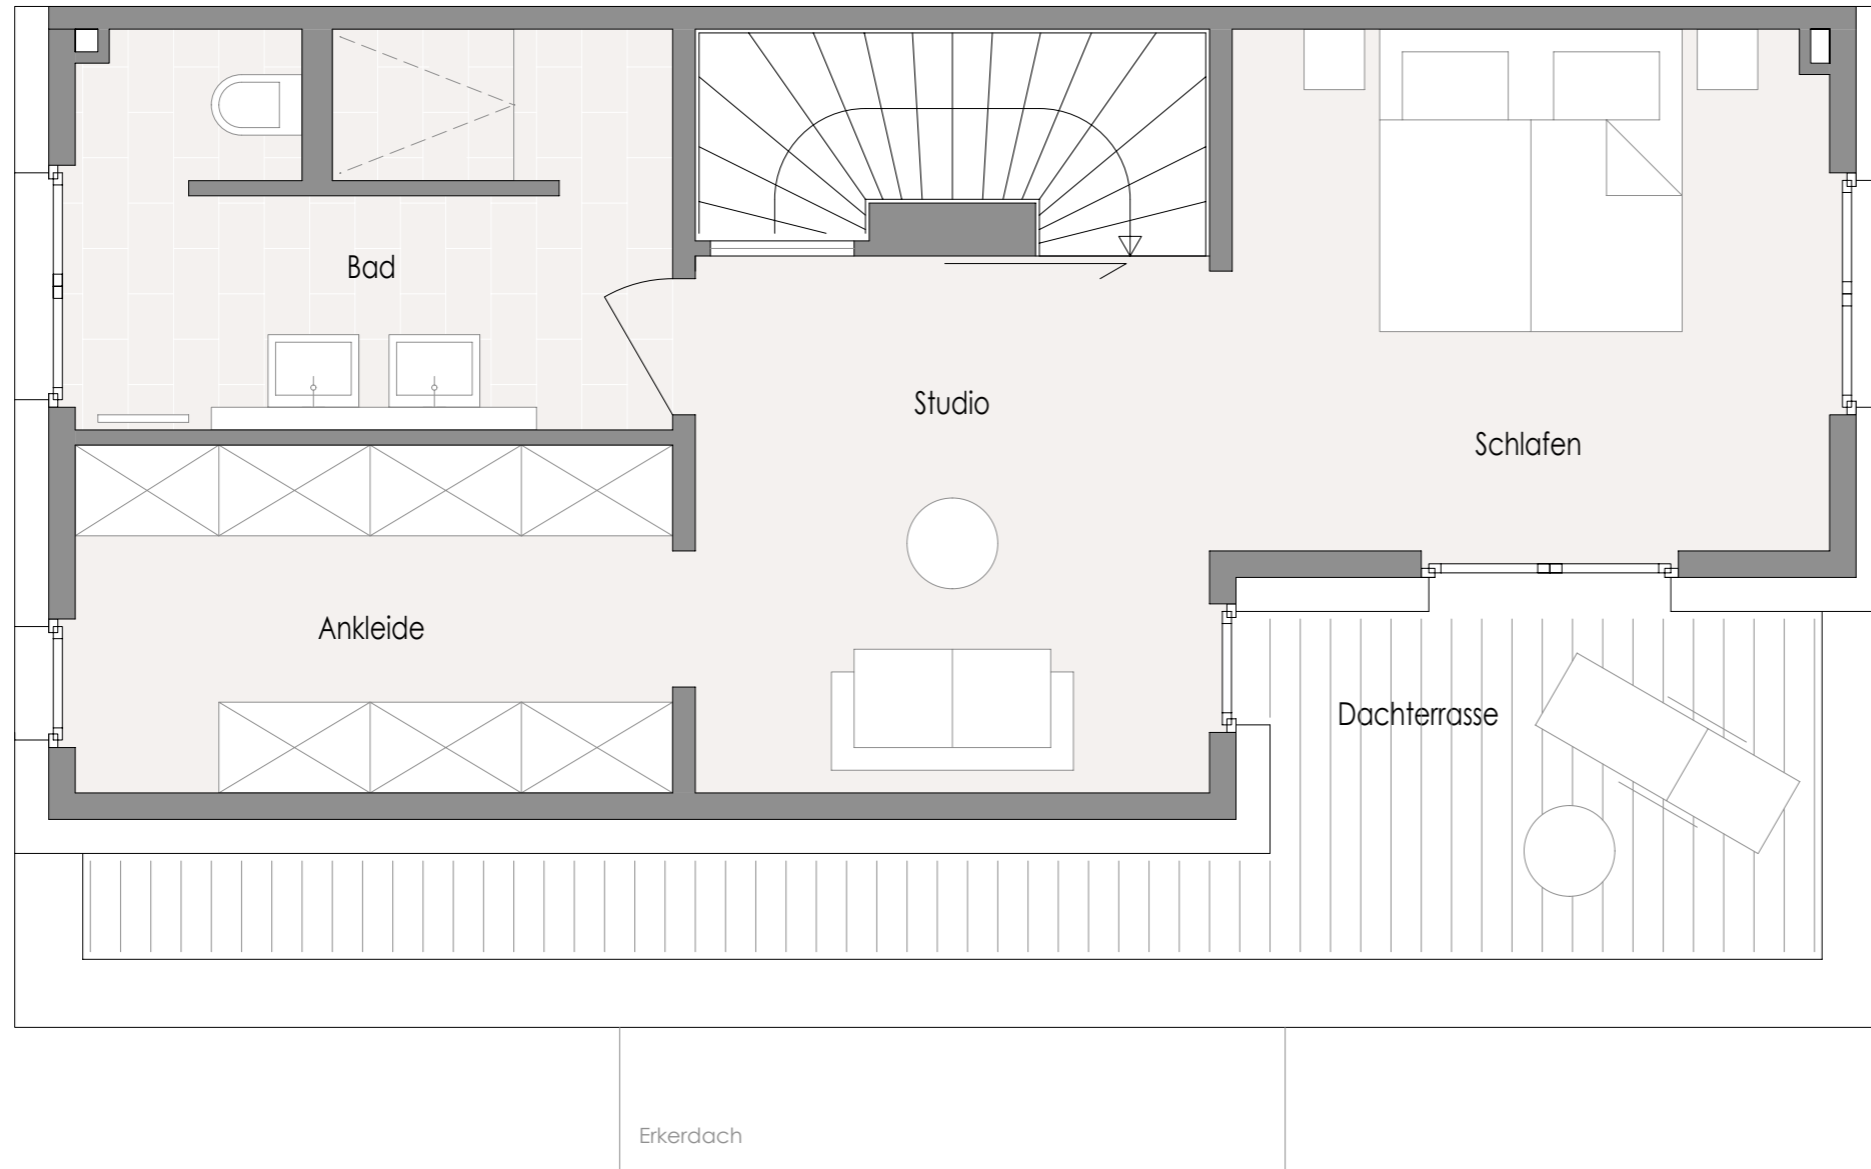 Bad
Studio
Schlafen
Ankleide
Dachterrasse
Erkerdach